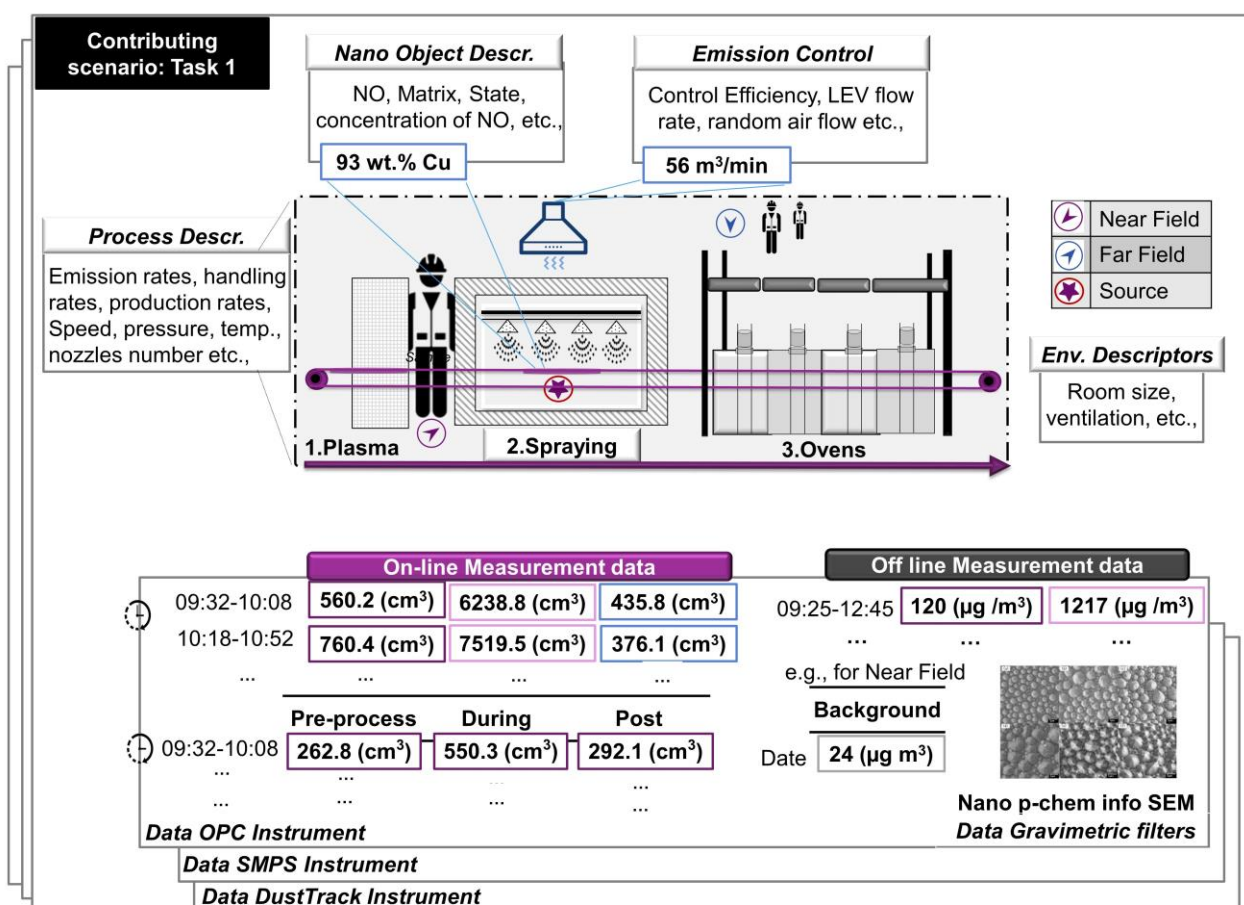 Contributing
scenario: Task 1
Nano Object Descr.
NO, Matrix, State,
concentration of NO, etc.,
93 wt.% Cu
Emission Control
Control Efficiency, LEV flow
rate, random air flow etc.,
56 m³/min
Process Descr.
Emission rates, handling
rates, production rates,
Speed, pressure, temp.,
nozzles number etc.,
Near Field
Far Field
Source
Env. Descriptors
Room size,
ventilation, etc.,
1.Plasma
2.Spraying
3.Ovens
On-line Measurement data
09:32-10:08 560.2 (cm³) 6238.8 (cm³) 435.8 (cm³)
10:18-10:52 760.4 (cm³) 7519.5 (cm³) 376.1 (cm³)
... ... ... ...
Pre-process During Post
09:32-10:08 262.8 (cm³) 550.3 (cm³) 292.1 (cm³)
... ... ... ...
... ... ... ...
Off line Measurement data
09:25-12:45 120 (µg /m³) 1217 (µg /m³)
... ... ...
e.g., for Near Field
Background
Date 24 (µg m³)
Nano p-chem info SEM
Data Gravimetric filters
Data OPC Instrument
Data SMPS Instrument
Data DustTrack Instrument